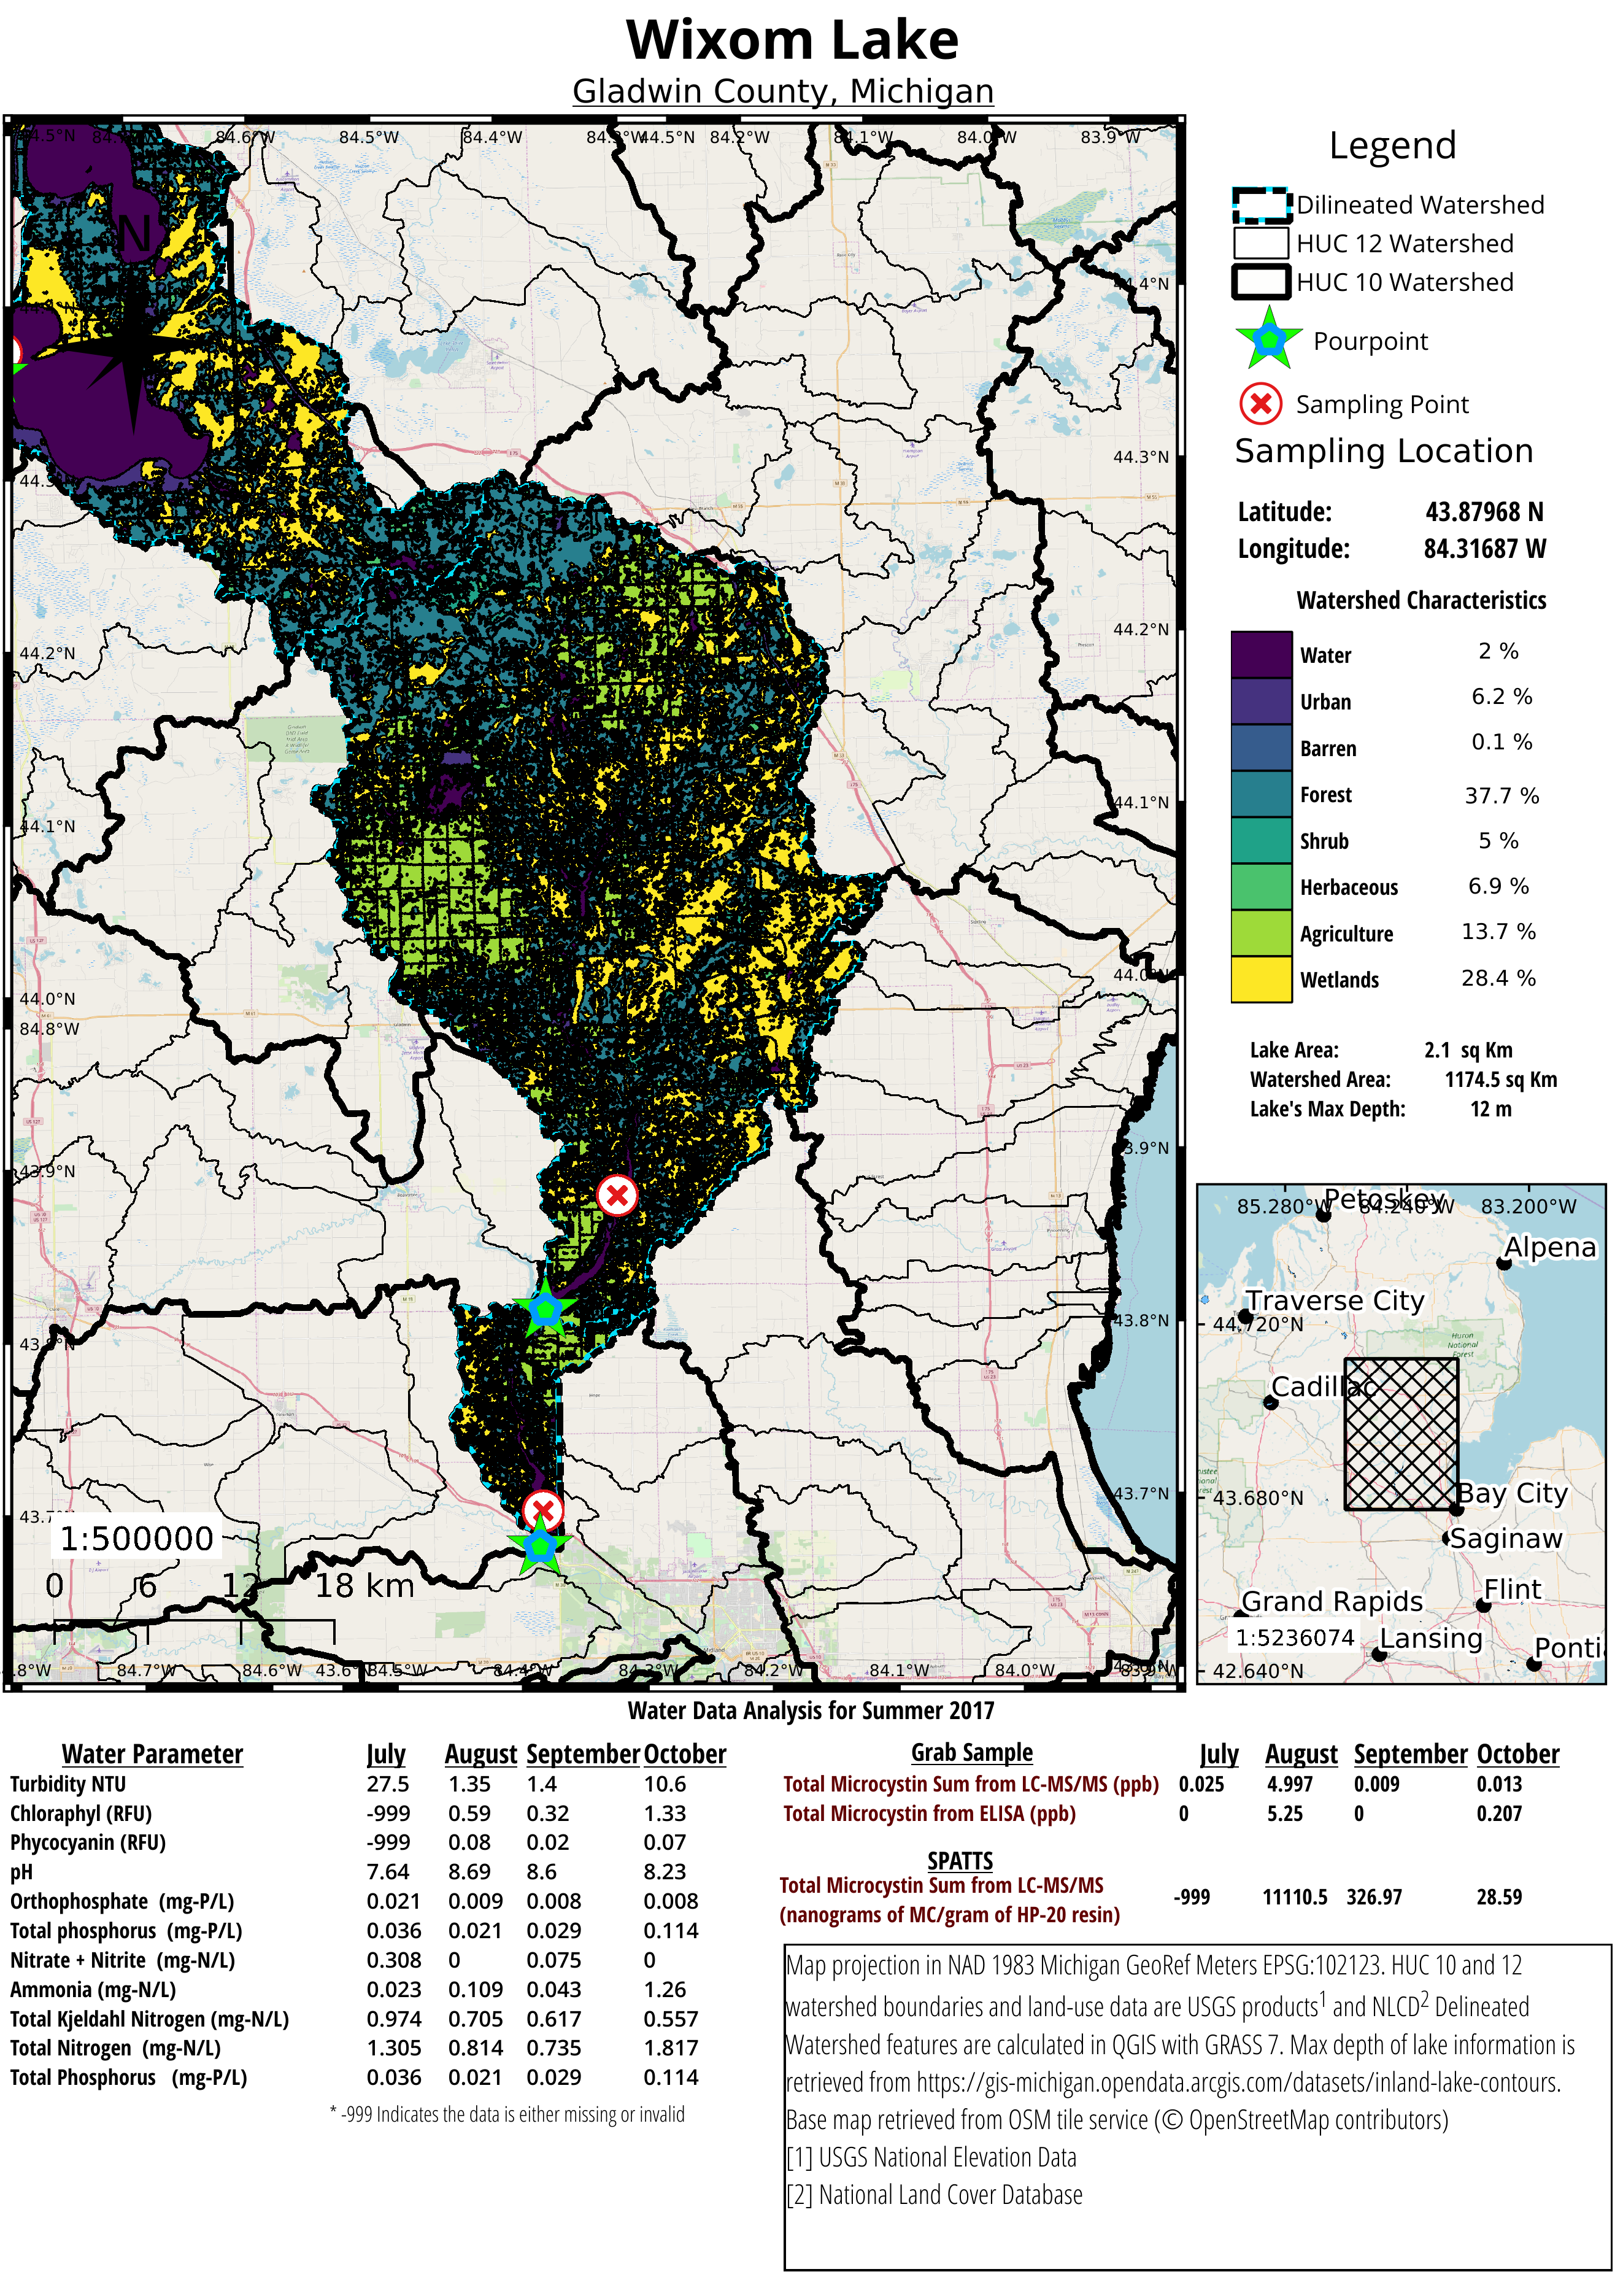 Wixom Lake
Gladwin County, Michigan
84.6°W 84.5°W 84.4°W 84.3°W 44.5°N 84.2°W 84.1°W 84.0°W 83.9°W
N
44.4°N
44.3°N
44.3°N
44.2°N
44.2°N
44.1°N
44.1°N
44.0°N
44.0°N
84.8°W
43.9°N
43.9°N
43.8°N
43.8°N
43.7°N
1:500000
0 6 12 18 km
84.7°W 84.6°W 43.6°N 84.5°W 84.4°W 84.3°W 84.2°W 84.1°W 84.0°W 83.9°W
Legend
Dilineated Watershed
HUC 12 Watershed
HUC 10 Watershed
Pourpoint
Sampling Point
Sampling Location
Latitude: 43.87968 N
Longitude: 84.31687 W
Watershed Characteristics
Water 2 %
Urban 6.2 %
Barren 0.1 %
Forest 37.7 %
Shrub 5 %
Herbaceous 6.9 %
Agriculture 13.7 %
Wetlands 28.4 %
Lake Area: 2.1 sq Km
Watershed Area: 1174.5 sq Km
Lake's Max Depth: 12 m
Petoskey
85.280°W 84.240°W 83.200°W
Alpena
Traverse City
44.720°N
Huron National Forest
Cadillac
43.680°N
Bay City
Saginaw
Flint
Grand Rapids
1:5236074
Lansing
Ponti
42.640°N
Water Data Analysis for Summer 2017
Water Parameter July August September October
Turbidity NTU 27.5 1.35 1.4 10.6
Chloraphyl (RFU) -999 0.59 0.32 1.33
Phycocyanin (RFU) -999 0.08 0.02 0.07
pH 7.64 8.69 8.6 8.23
Orthophosphate (mg-P/L) 0.021 0.009 0.008 0.008
Total phosphorus (mg-P/L) 0.036 0.021 0.029 0.114
Nitrate + Nitrite (mg-N/L) 0.308 0 0.075 0
Ammonia (mg-N/L) 0.023 0.109 0.043 1.26
Total Kjeldahl Nitrogen (mg-N/L) 0.974 0.705 0.617 0.557
Total Nitrogen (mg-N/L) 1.305 0.814 0.735 1.817
Total Phosphorus (mg-P/L) 0.036 0.021 0.029 0.114
* -999 Indicates the data is either missing or invalid
Grab Sample July August September October
Total Microcystin Sum from LC-MS/MS (ppb) 0.025 4.997 0.009 0.013
Total Microcystin from ELISA (ppb) 0 5.25 0 0.207
SPATTS
Total Microcystin Sum from LC-MS/MS
(nanograms of MC/gram of HP-20 resin) -999 11110.5 326.97 28.59
Map projection in NAD 1983 Michigan GeoRef Meters EPSG:102123. HUC 10 and 12
watershed boundaries and land-use data are USGS products1 and NLCD2 Delineated
Watershed features are calculated in QGIS with GRASS 7. Max depth of lake information is
retrieved from https://gis-michigan.opendata.arcgis.com/datasets/inland-lake-contours.
Base map retrieved from OSM tile service (© OpenStreetMap contributors)
[1] USGS National Elevation Data
[2] National Land Cover Database